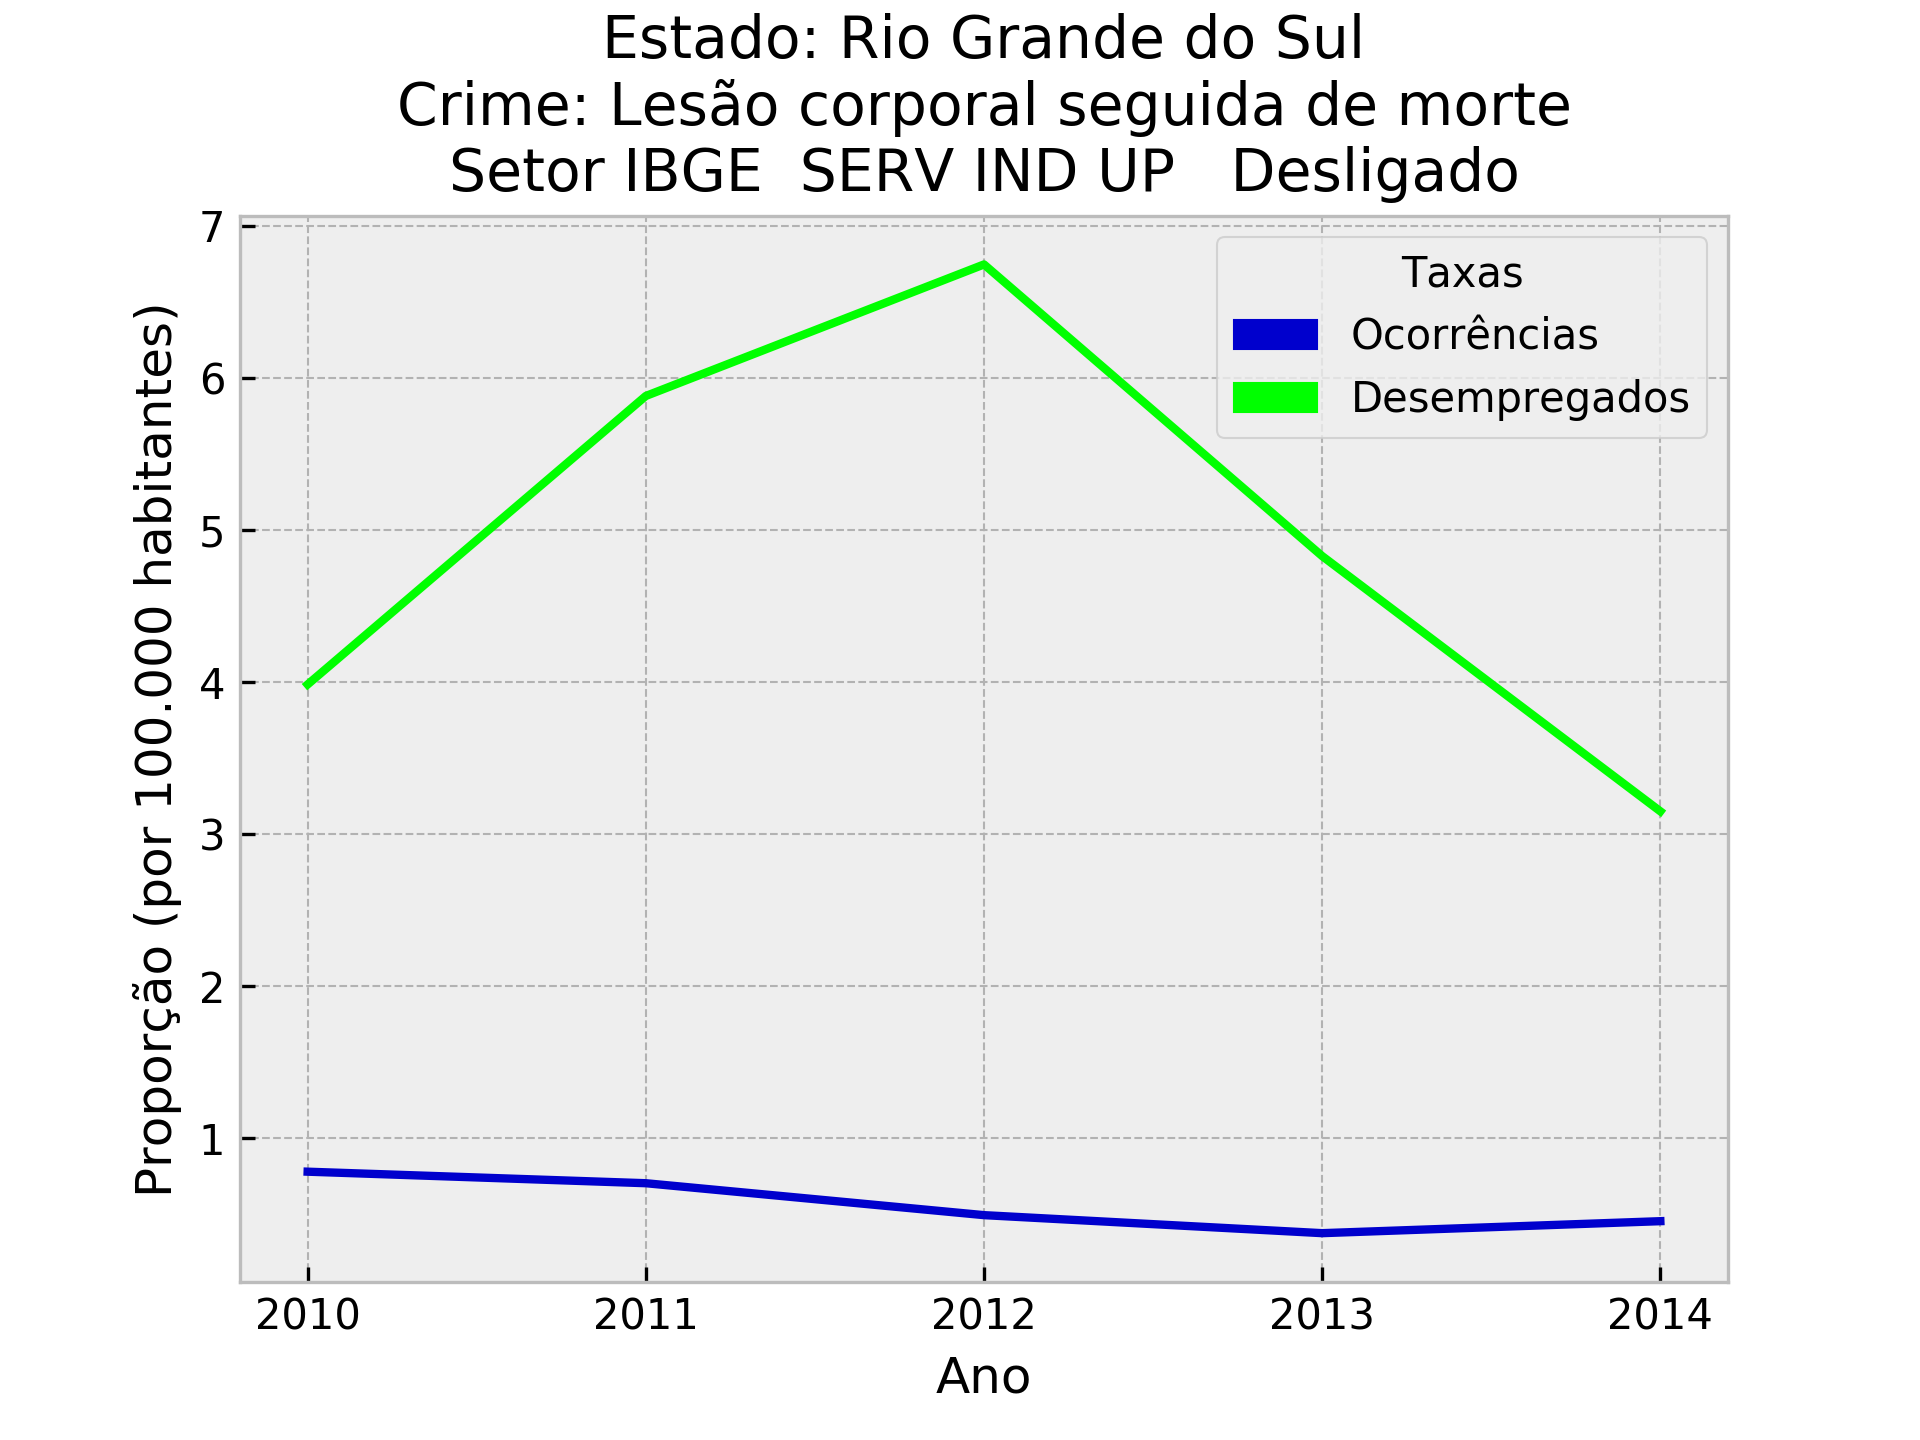 Estado: Rio Grande do Sul
Crime: Lesão corporal seguida de morte
Setor IBGE  SERV IND UP   Desligado
Proporção (por 100.000 habitantes)
7
6
5
4
3
2
1
Taxas
Ocorrências
Desempregados
2010 2011 2012 2013 2014
Ano